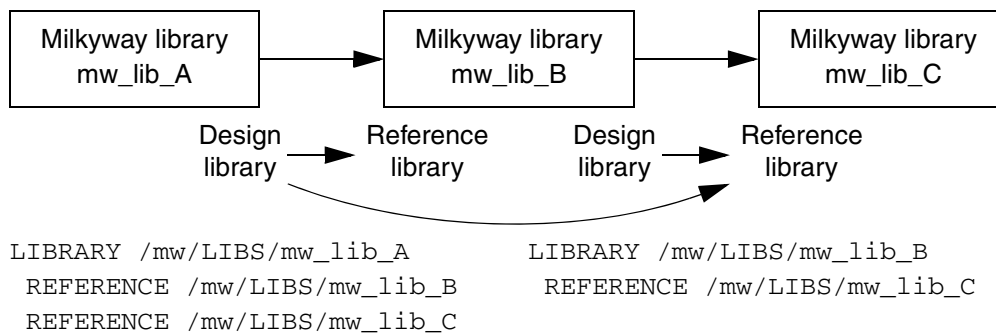 Milkyway library
mw_lib_A
Milkyway library
mw_lib_B
Milkyway library
mw_lib_C
Design
library
Reference
library
Design
library
Reference
library
LIBRARY /mw/LIBS/mw_lib_A
REFERENCE /mw/LIBS/mw_lib_B
REFERENCE /mw/LIBS/mw_lib_C
LIBRARY /mw/LIBS/mw_lib_B
REFERENCE /mw/LIBS/mw_lib_C